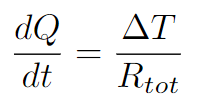 dQ/dt = ΔT/R_tot